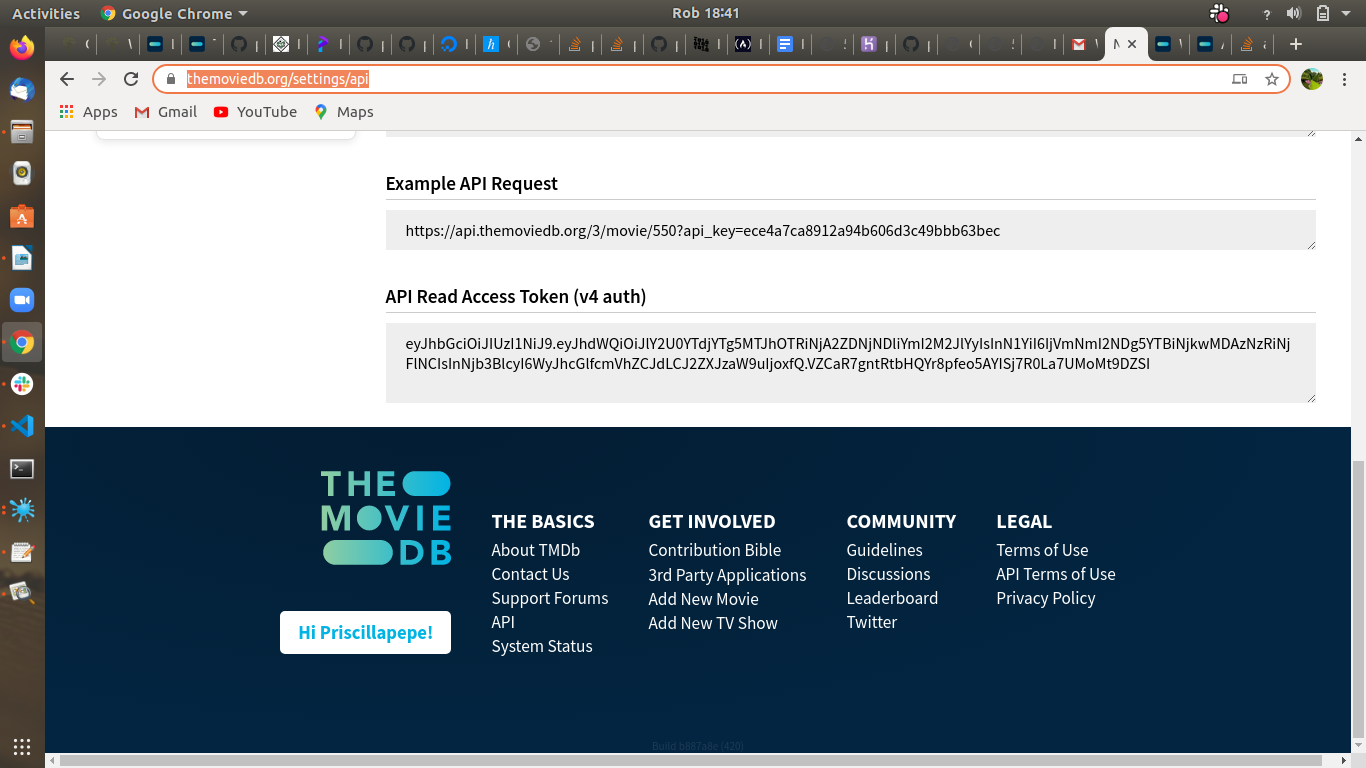 Activities Google Chrome Rob 18:41
themoviedb.org/settings/api
Apps Gmail YouTube Maps
Example API Request
https://api.themoviedb.org/3/movie/550?api_key=ece4a7ca8912a94b606d3c49bbb63bec
API Read Access Token (v4 auth)
THE
MOVIE
DB
Hi Priscillapepe!
THE BASICS
About TMDb
Contact Us
Support Forums
API
System Status
GET INVOLVED
Contribution Bible
3rd Party Applications
Add New Movie
Add New TV Show
COMMUNITY
Guidelines
Discussions
Leaderboard
Twitter
LEGAL
Terms of Use
API Terms of Use
Privacy Policy
Build b887a8e (420)